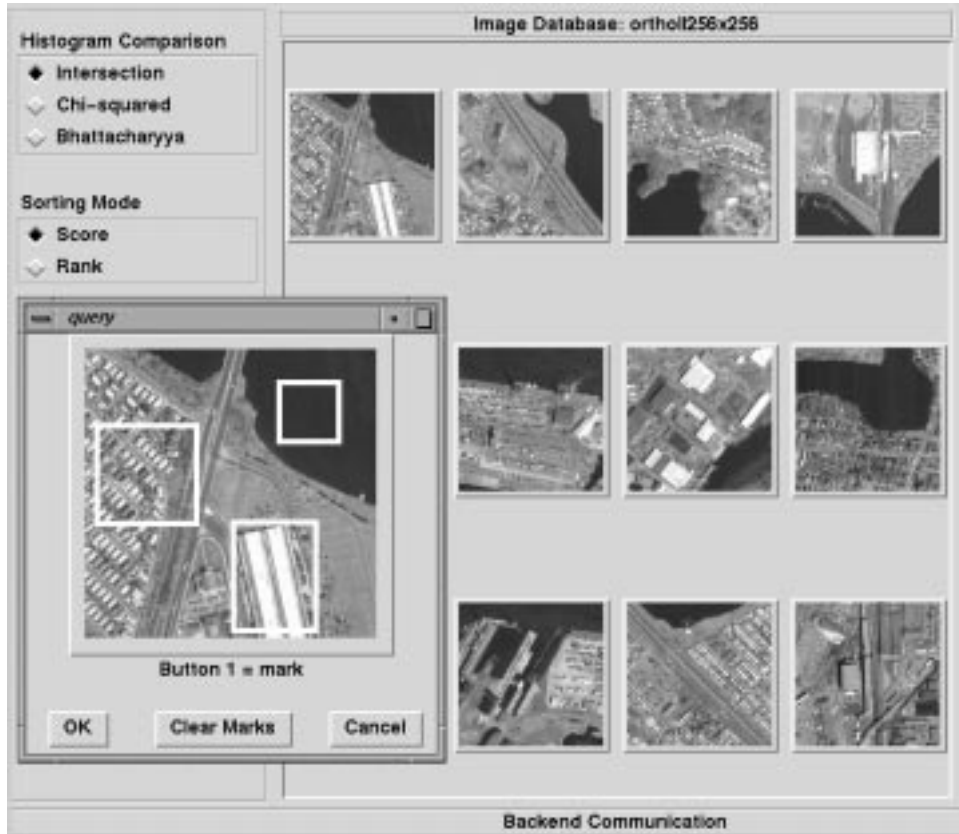 Image Database: ortholt256x256
Histogram Comparison
Intersection
Chi-squared
Bhattacharyya
Sorting Mode
Score
Rank
query
Button 1 = mark
OK
Clear Marks
Cancel
Backend Communication